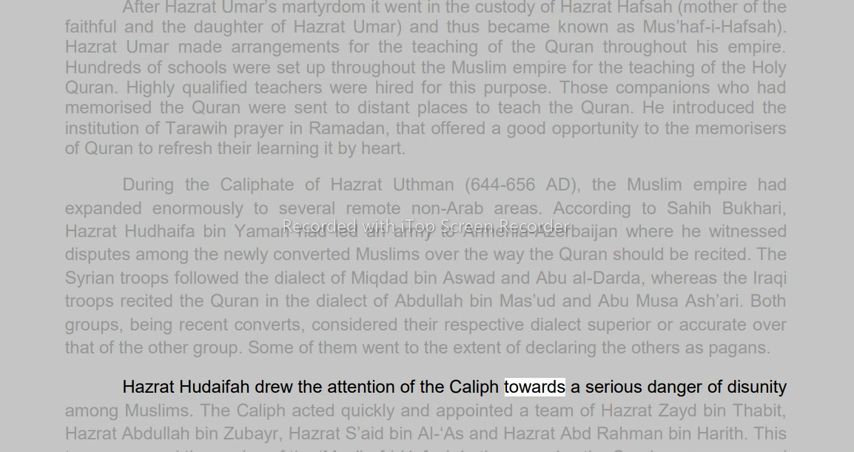 After Hazrat Umar's martyrdom it went in the custody of Hazrat Hafsah (mother of the
faithful and the daughter of Hazrat Umar) and thus became known as Mus'haf-i-Hafsah).
Hazrat Umar made arrangements for the teaching of the Quran throughout his empire.
Hundreds of schools were set up throughout the Muslim empire for the teaching of the Holy
Quran. Highly qualified teachers were hired for this purpose. Those companions who had
memorised the Quran were sent to distant places to teach the Quran. He introduced the
institution of Tarawih prayer in Ramadan, that offered a good opportunity to the memorisers
of Quran to refresh their learning it by heart.
During the Caliphate of Hazrat Uthman (644-656 AD), the Muslim empire had
expanded enormously to several remote non-Arab areas. According to Sahih Bukhari,
Recorded with iTop Screen Recorder
Hazrat Hudhaifa bin Yaman had led an army to Armenia-Azerbaijan where he witnessed
disputes among the newly converted Muslims over the way the Quran should be recited. The
Syrian troops followed the dialect of Miqdad bin Aswad and Abu al-Darda, whereas the Iraqi
troops recited the Quran in the dialect of Abdullah bin Mas'ud and Abu Musa Ash'ari. Both
groups, being recent converts, considered their respective dialect superior or accurate over
that of the other group. Some of them went to the extent of declaring the others as pagans.
Hazrat Hudaifah drew the attention of the Caliph towards a serious danger of disunity
among Muslims. The Caliph acted quickly and appointed a team of Hazrat Zayd bin Thabit,
Hazrat Abdullah bin Zubayr, Hazrat S'aid bin Al-'As and Hazrat Abd Rahman bin Harith. This